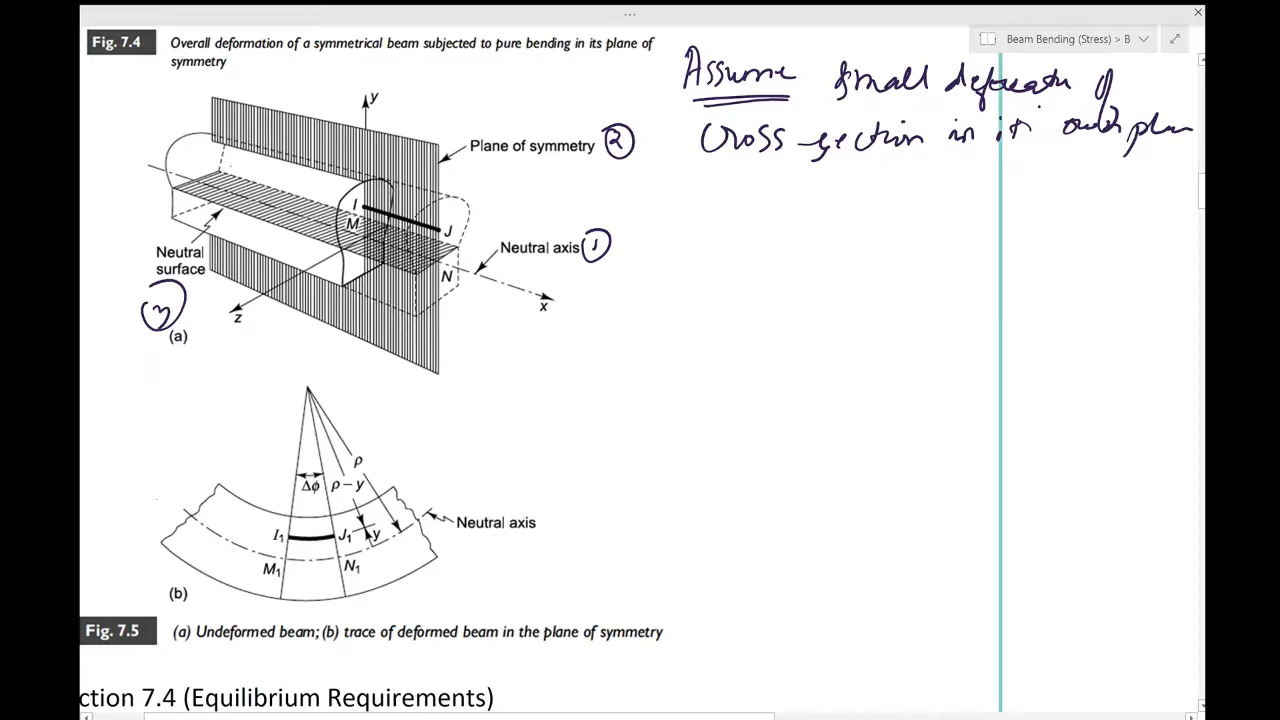 Fig. 7.4
Overall deformation of a symmetrical beam subjected to pure bending in its plane of
symmetry
Beam Bending (Stress) > B
Assume small deformatn of
cross-section in its own plane
y
Plane of symmetry 2
I
M
J
Neutral axis 1
Neutral
surface
N
3
z
x
(a)
ρ
Δϕ
ρ – y
Neutral axis
I₁
J₁
y
M₁
N₁
(b)
Fig. 7.5
(a) Undeformed beam; (b) trace of deformed beam in the plane of symmetry
ction 7.4 (Equilibrium Requirements)